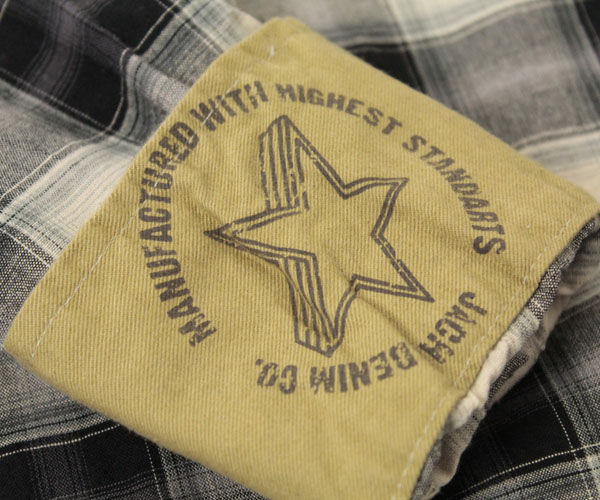 MANUFACTURED WITH HIGHEST STANDARTS
JACH DENIM CO.